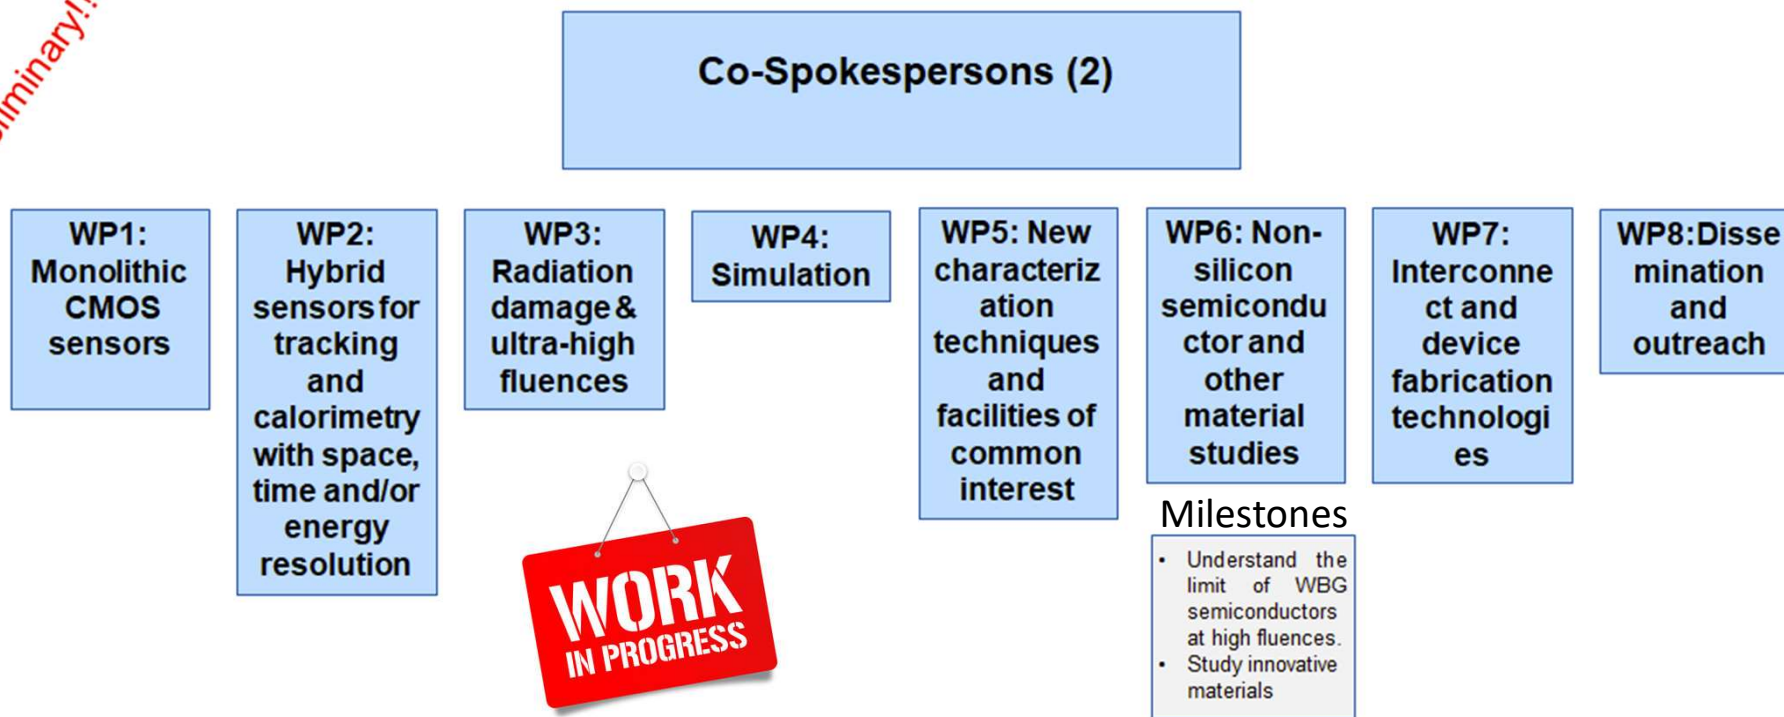 Co-Spokespersons (2)
WP1:
Monolithic
CMOS
sensors
WP2:
Hybrid
sensors for
tracking
and
calorimetry
with space,
time and/or
energy
resolution
WP3:
Radiation
damage &
ultra-high
fluences
WP4:
Simulation
WP5: New
characteriz
ation
techniques
and
facilities of
common
interest
WP6: Non-
silicon
semicondu
ctor and
other
material
studies
WP7:
Interconne
ct and
device
fabrication
technologi
es
WP8:Disse
mination
and
outreach
Milestones
• Understand the
limit of WBG
semiconductors
at high fluences.
• Study innovative
materials
WORK
IN PROGRESS